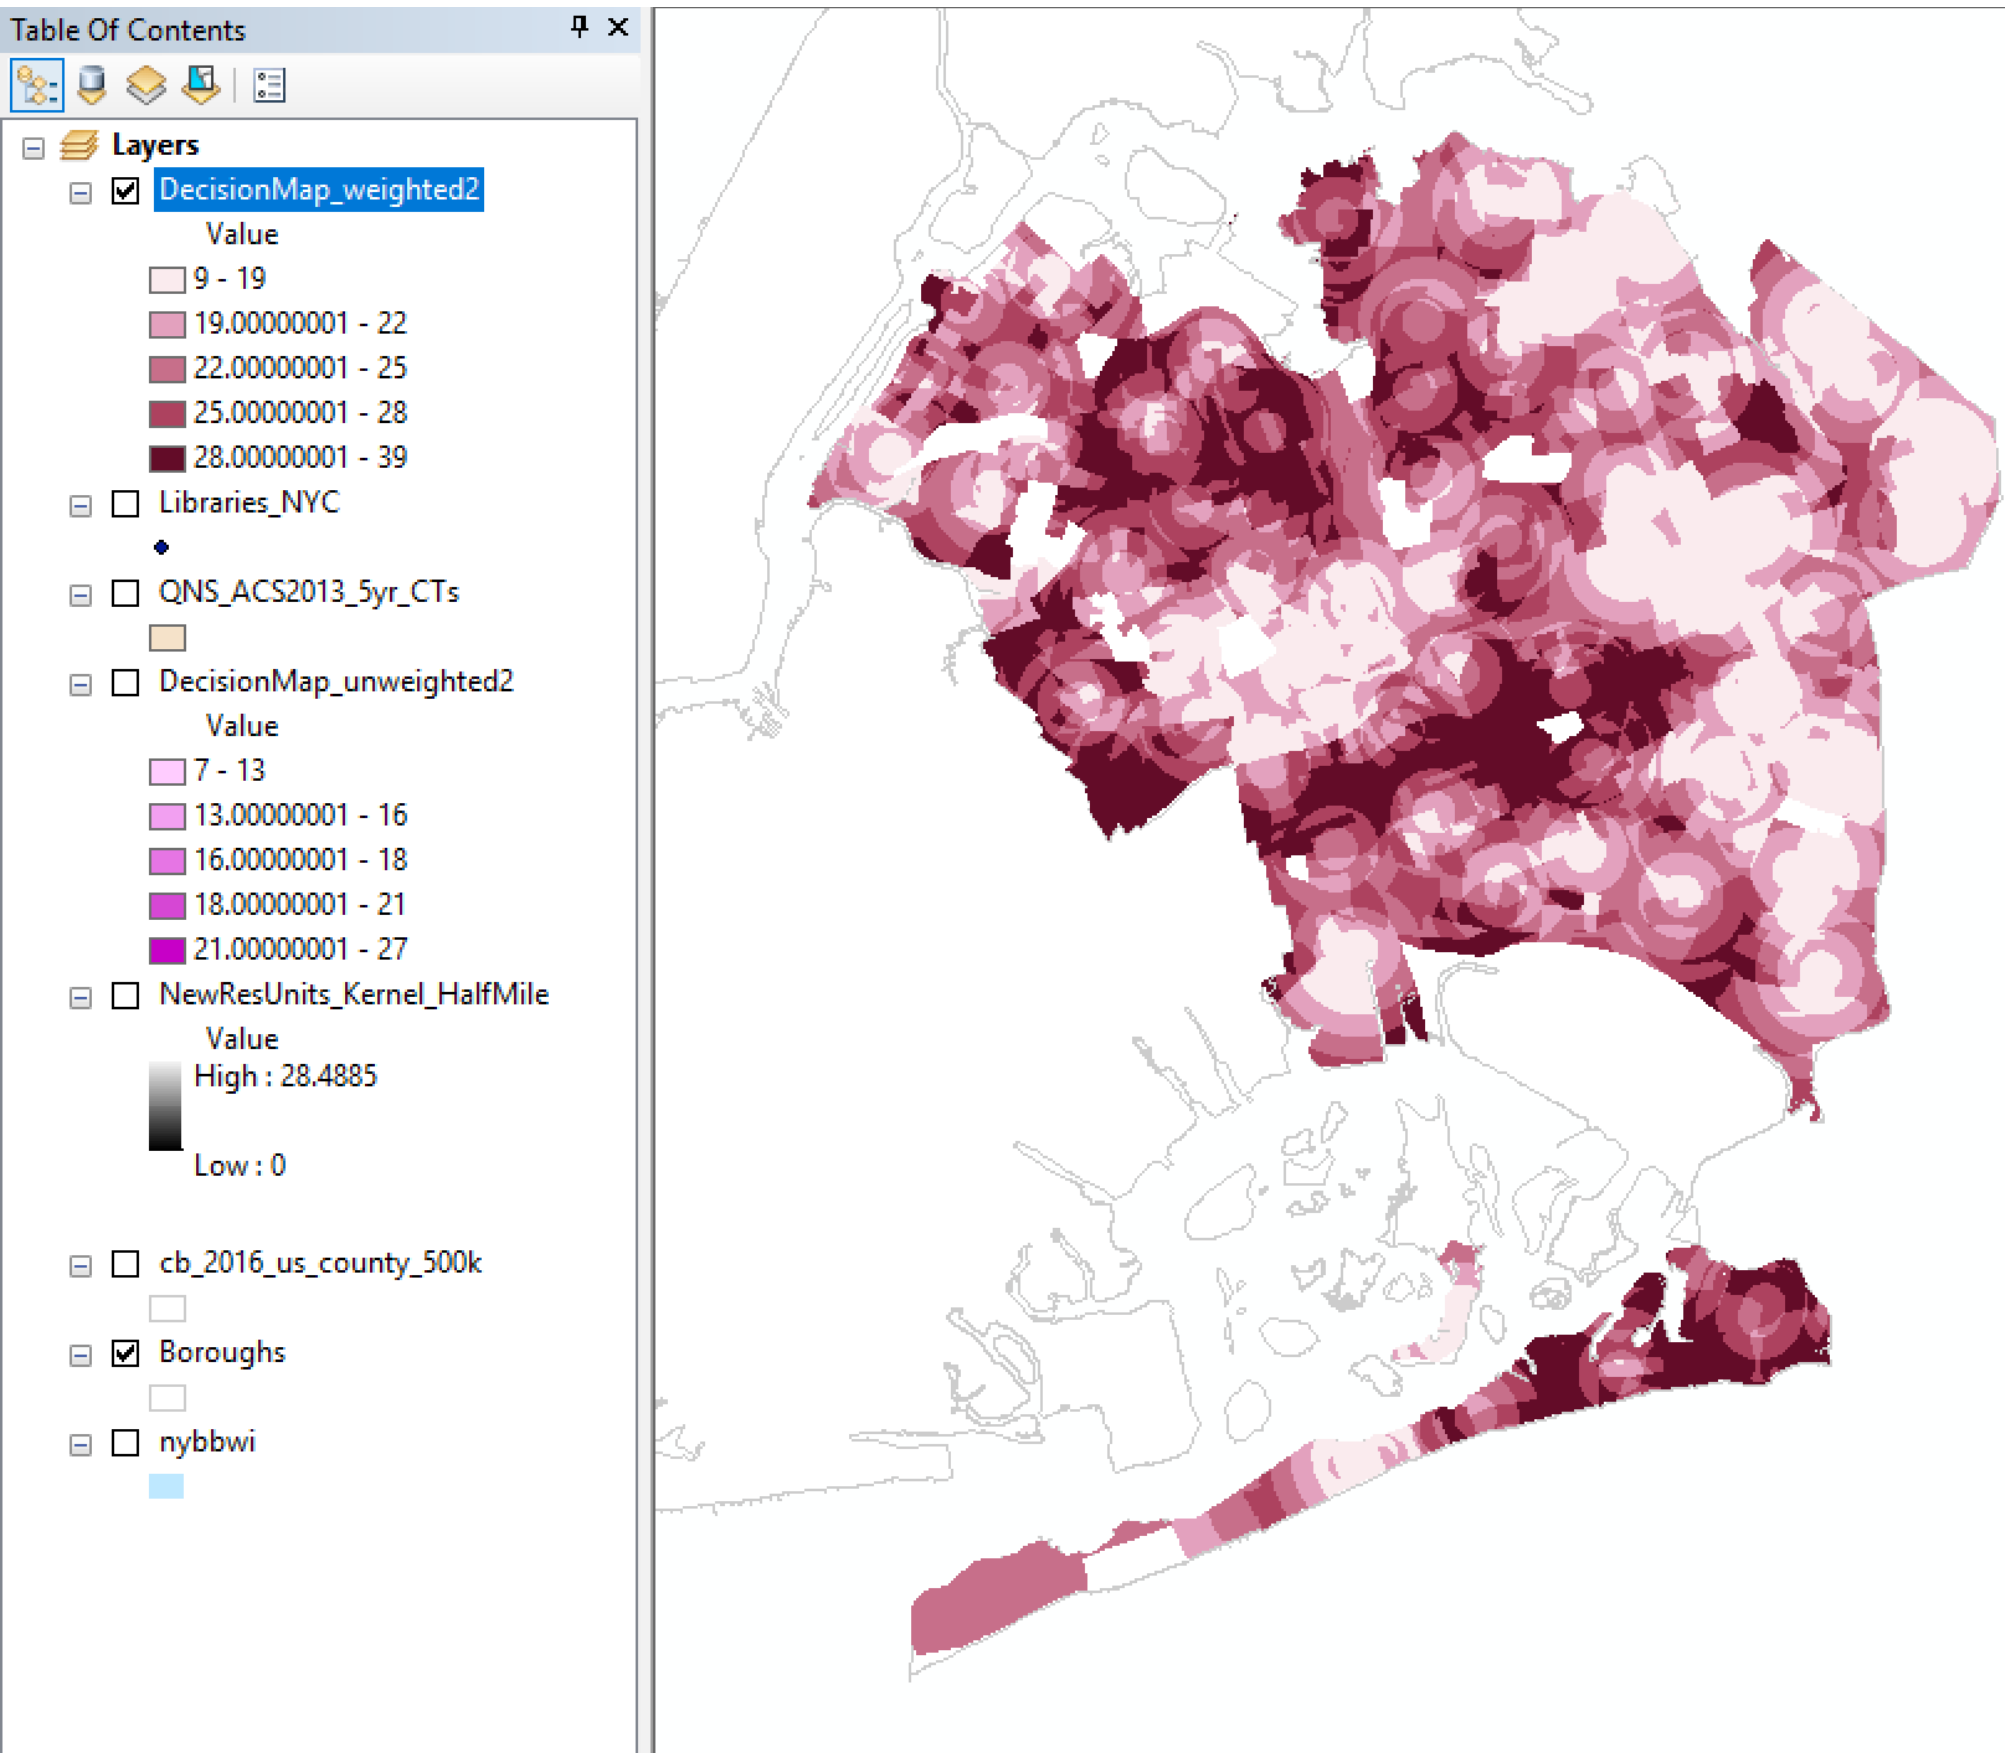 Table Of Contents
Layers
DecisionMap_weighted2
Value
9 - 19
19.00000001 - 22
22.00000001 - 25
25.00000001 - 28
28.00000001 - 39
Libraries_NYC
QNS_ACS2013_5yr_CTs
DecisionMap_unweighted2
Value
7 - 13
13.00000001 - 16
16.00000001 - 18
18.00000001 - 21
21.00000001 - 27
NewResUnits_Kernel_HalfMile
Value
High : 28.4885
Low : 0
cb_2016_us_county_500k
Boroughs
nybbwi